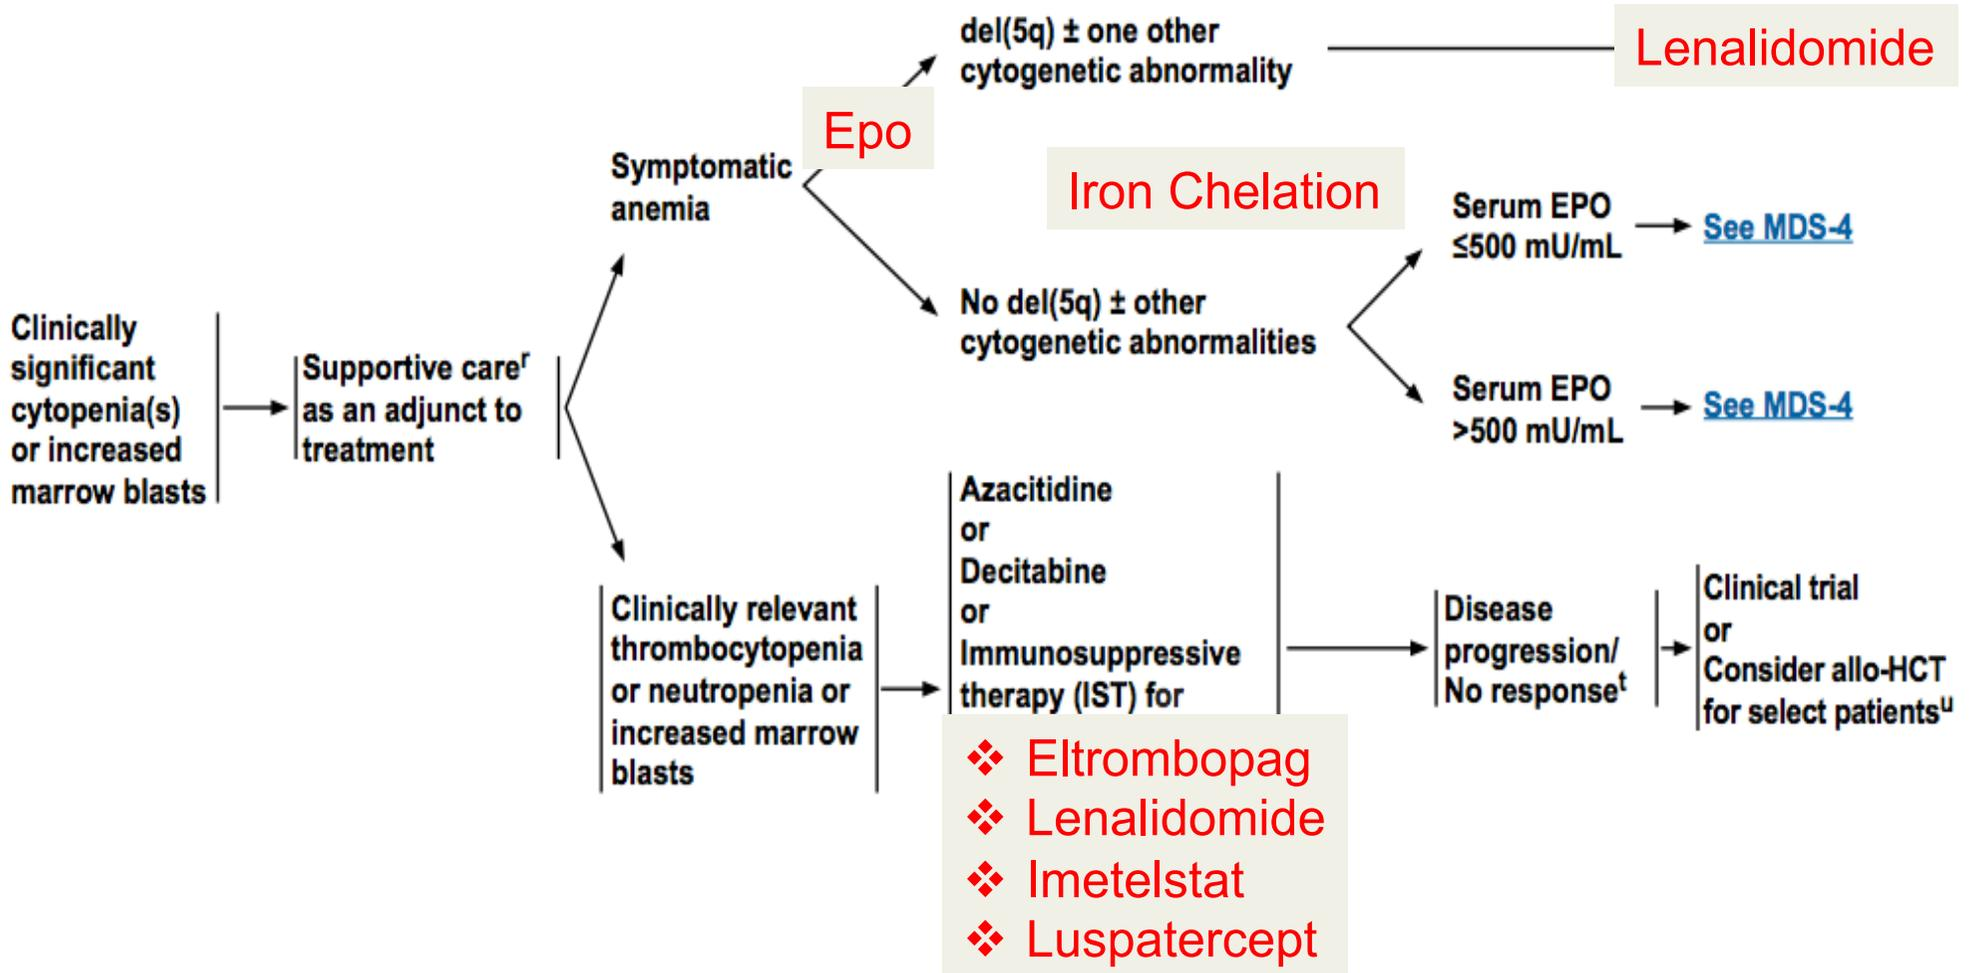 Clinically
significant
cytopenia(s)
or increased
marrow blasts
Supportive careʳ
as an adjunct to
treatment
Symptomatic
anemia
Epo
del(5q) ± one other
cytogenetic abnormality
Lenalidomide
Iron Chelation
No del(5q) ± other
cytogenetic abnormalities
Serum EPO
≤500 mU/mL
See MDS-4
Serum EPO
>500 mU/mL
See MDS-4
Clinically relevant
thrombocytopenia
or neutropenia or
increased marrow
blasts
Azacitidine
or
Decitabine
or
Immunosuppressive
therapy (IST) for
❖ Eltrombopag
❖ Lenalidomide
❖ Imetelstat
❖ Luspatercept
Disease
progression/
No responseᵗ
Clinical trial
or
Consider allo-HCT
for select patientsᵘ